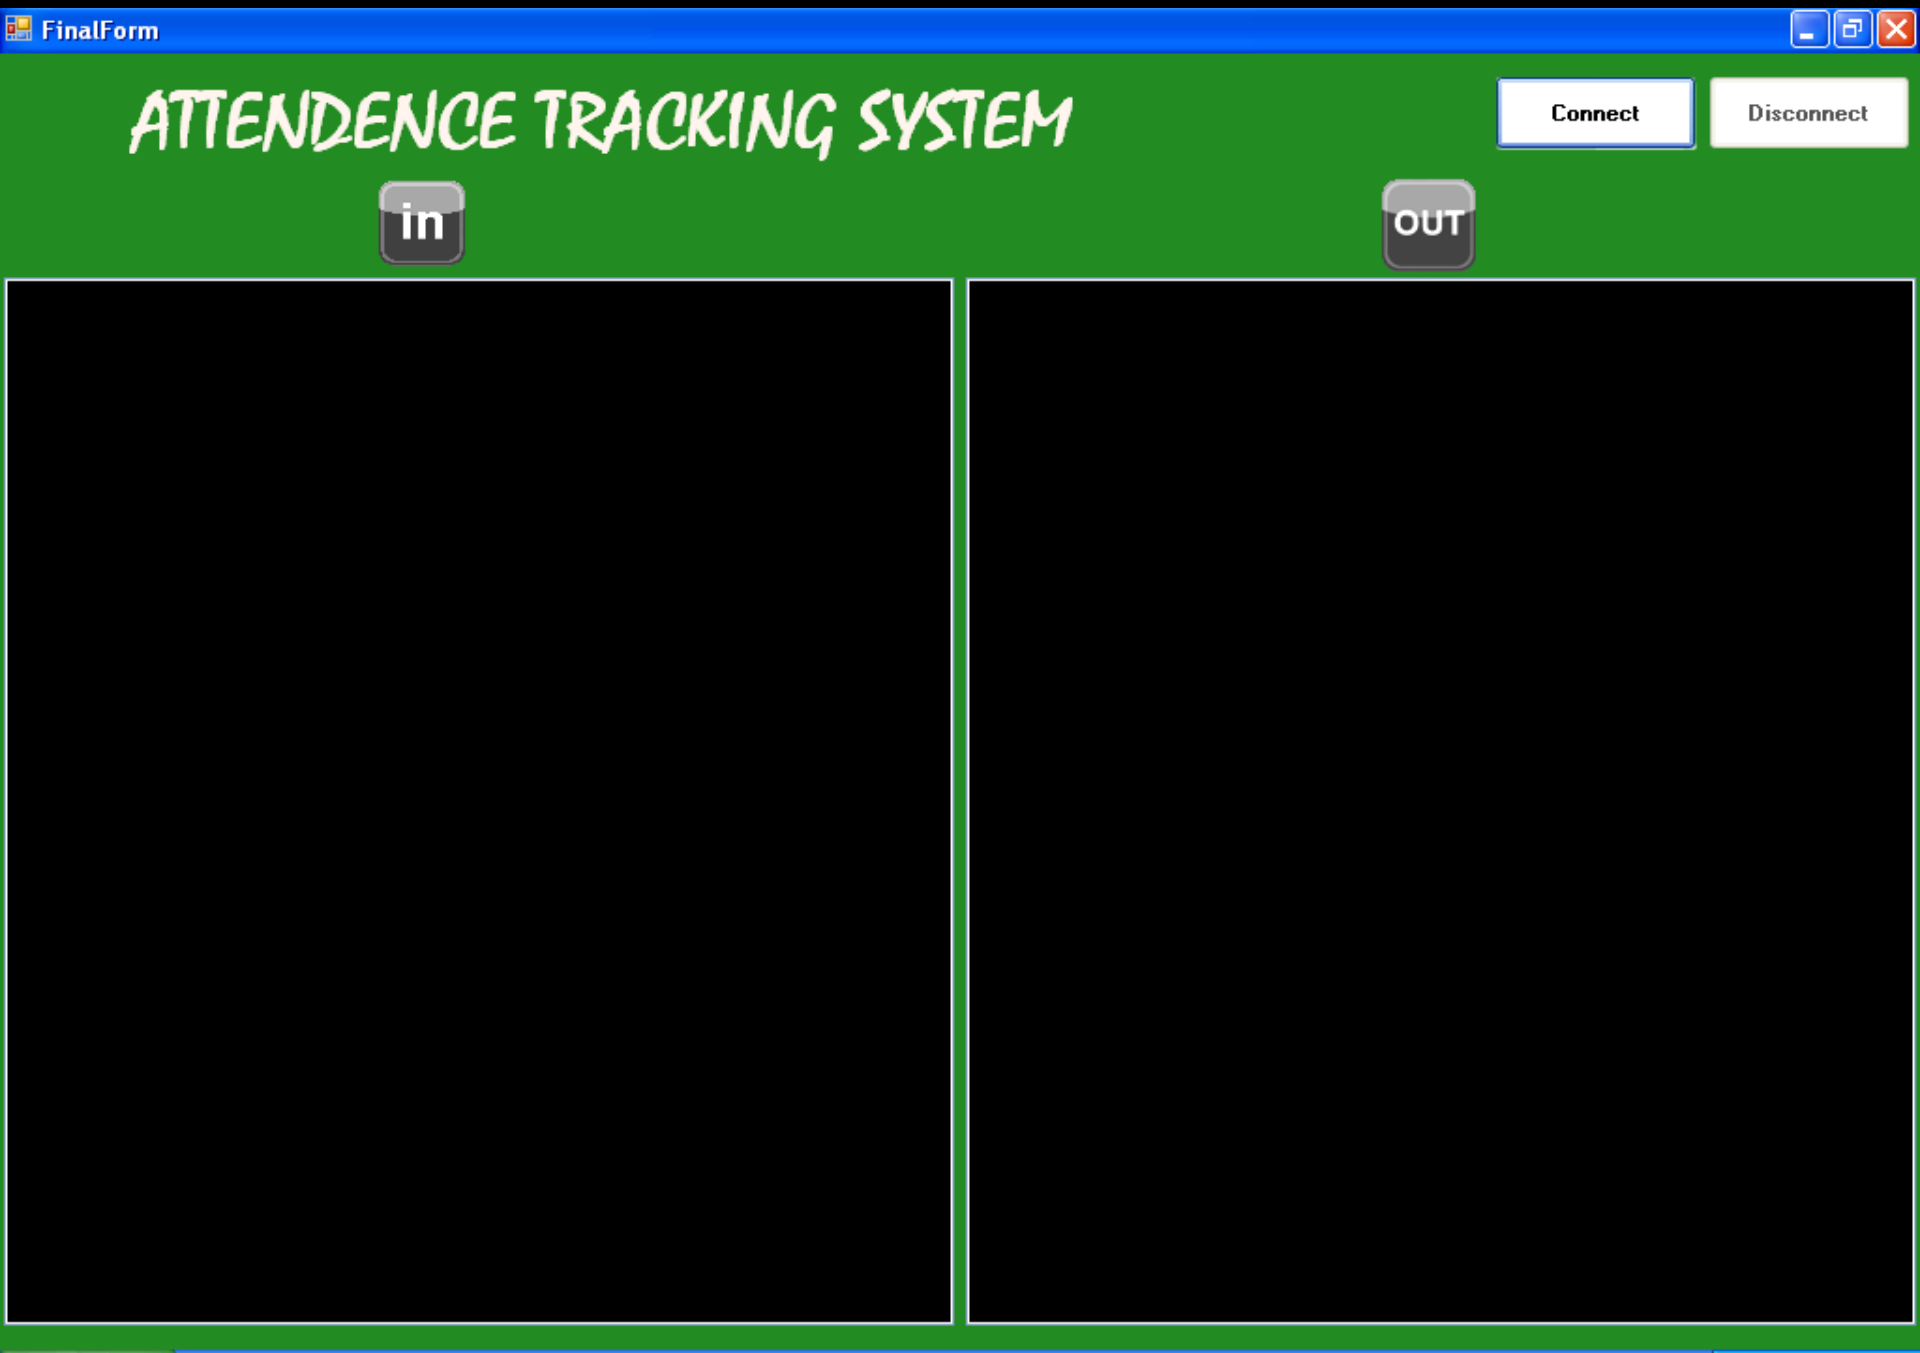 FinalForm
ATTENDENCE TRACKING SYSTEM
Connect
Disconnect
in
OUT